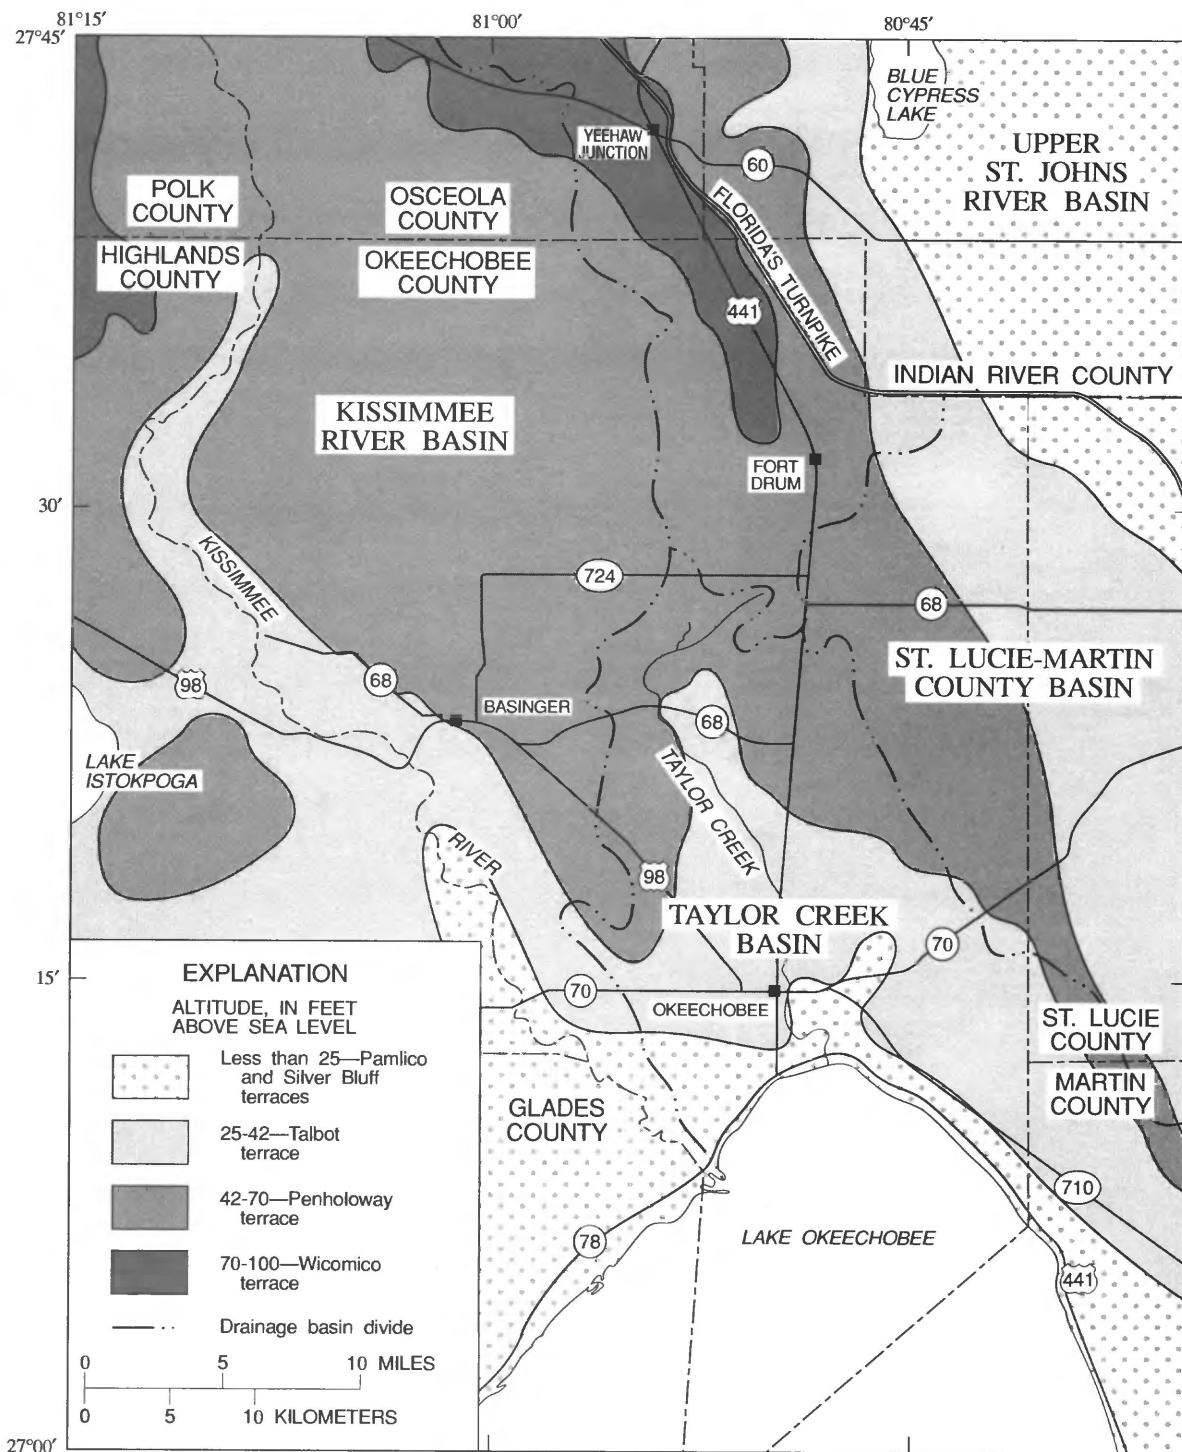 81°15′
81°00′
80°45′
27°45′
BLUE
CYPRESS
LAKE
YEEHAW
JUNCTION
UPPER
ST. JOHNS
RIVER BASIN
60
POLK
COUNTY
OSCEOLA
COUNTY
FLORIDA'S TURNPIKE
HIGHLANDS
COUNTY
OKEECHOBEE
COUNTY
441
INDIAN RIVER COUNTY
KISSIMMEE
RIVER BASIN
FORT
DRUM
30′
KISSIMMEE
724
68
ST. LUCIE-MARTIN
COUNTY BASIN
98
68
BASINGER
68
LAKE
ISTOKPOGA
TAYLOR CREEK
RIVER
98
TAYLOR CREEK
BASIN
70
15′
70
OKEECHOBEE
ST. LUCIE
COUNTY
MARTIN
COUNTY
GLADES
COUNTY
710
78
LAKE OKEECHOBEE
441
27°00′
EXPLANATION
ALTITUDE, IN FEET
ABOVE SEA LEVEL
Less than 25—Pamlico
and Silver Bluff
terraces
25-42—Talbot
terrace
42-70—Penholoway
terrace
70-100—Wicomico
terrace
Drainage basin divide
0 5 10 MILES
0 5 10 KILOMETERS